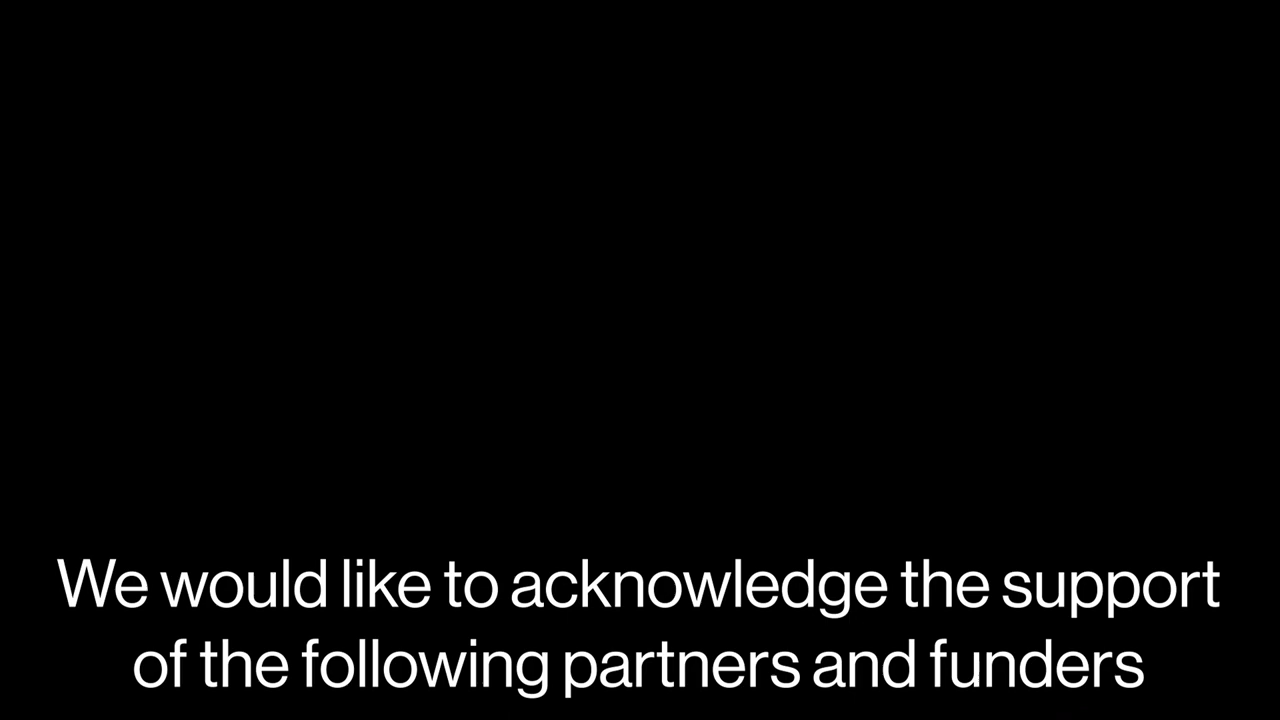 We would like to acknowledge the support
of the following partners and funders